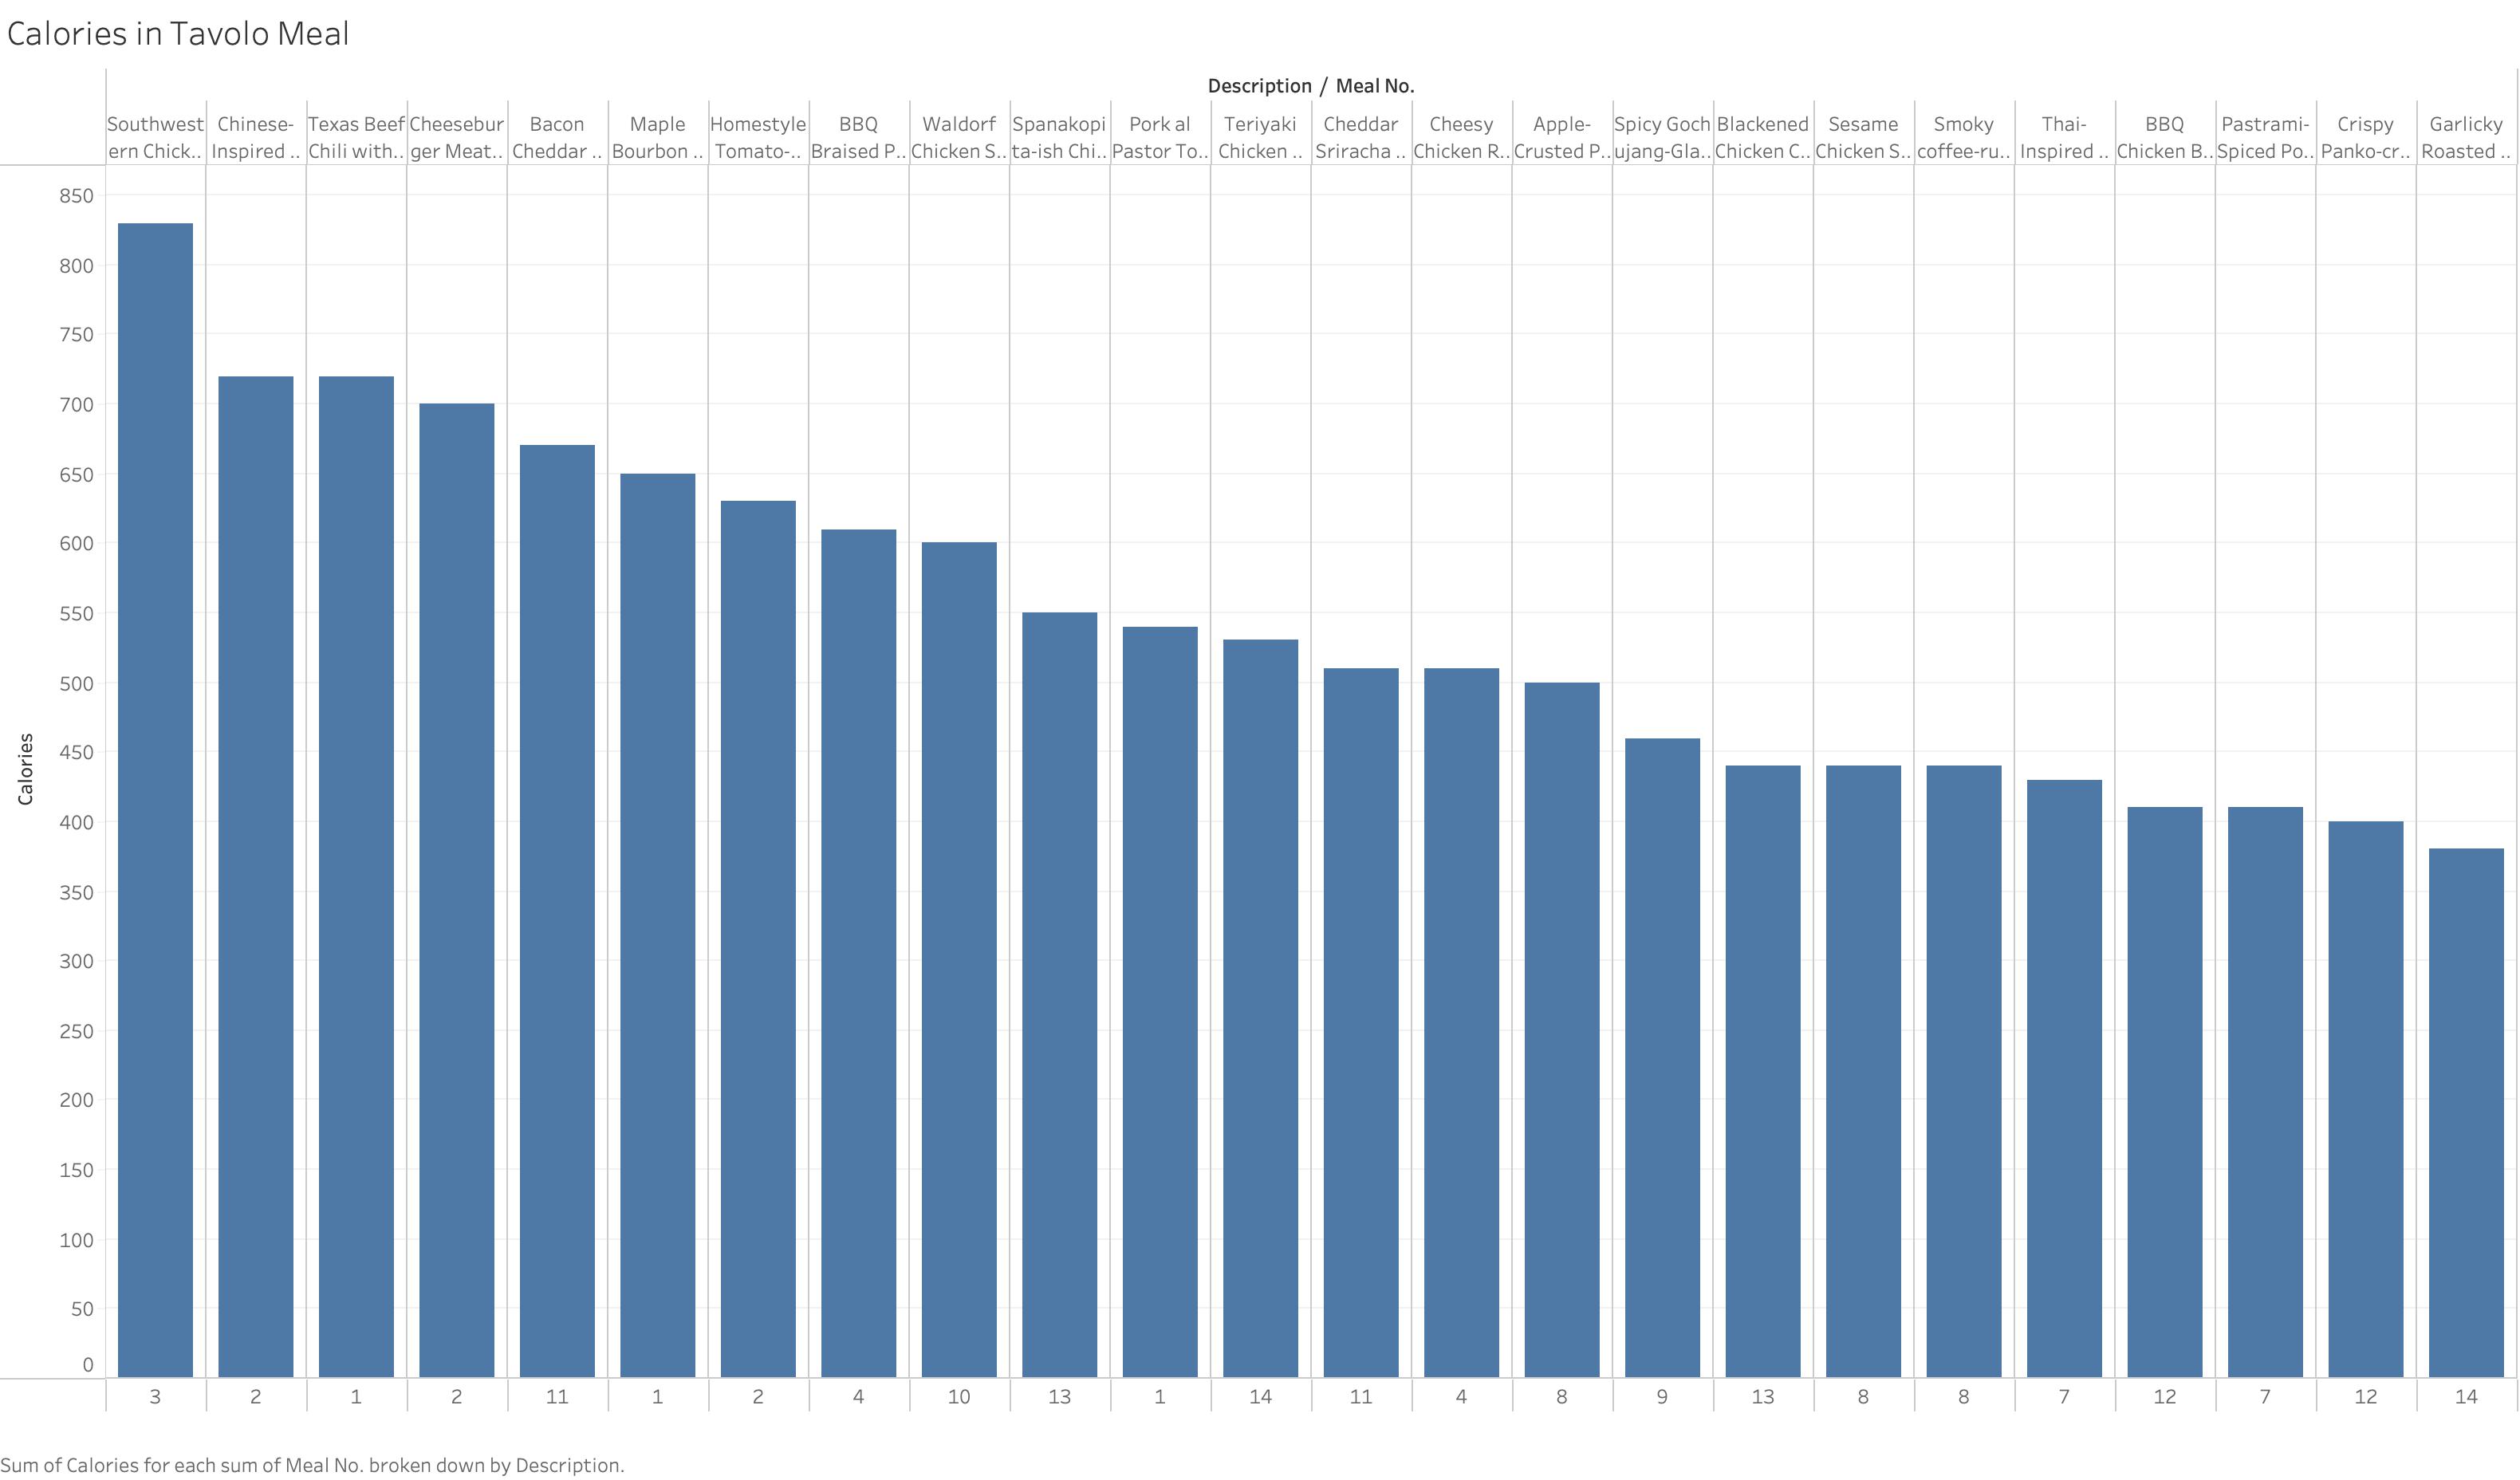 Calories in Tavolo Meal
Description / Meal No.
Southwest Chinese- Texas Beef Cheesebur Bacon Maple Homestyle BBQ Waldorf Spanakopi Pork al Teriyaki Cheddar Cheesy Apple- Spicy Goch Blackened Sesame Smoky Thai- BBQ Pastrami- Crispy Garlicky
ern Chick.. Inspired .. Chili with.. ger Meat.. Cheddar .. Bourbon .. Tomato-.. Braised P.. Chicken S.. ta-ish Chi.. Pastor To.. Chicken .. Sriracha .. Chicken R.. Crusted P.. ujang-Gla.. Chicken C.. Chicken S.. coffee-ru.. Inspired .. Chicken B.. Spiced Po.. Panko-cr.. Roasted ..
850
800
750
700
650
600
550
500
450
Calories
400
350
300
250
200
150
100
50
0
3 2 1 2 11 1 2 4 10 13 1 14 11 4 8 9 13 8 8 7 12 7 12 14
Sum of Calories for each sum of Meal No. broken down by Description.